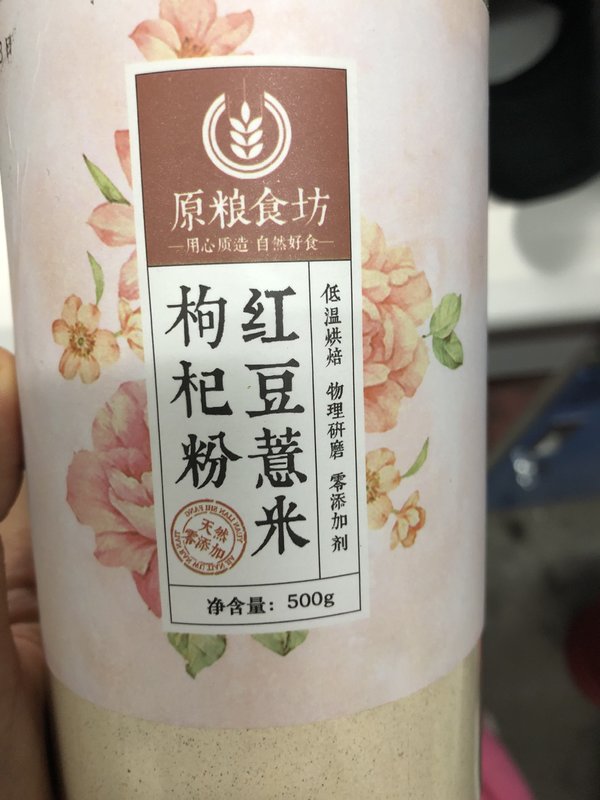 原粮食坊
—用心质造 自然好食—
红豆薏米
枸杞粉
低温烘焙 物理研磨 零添加剂
天然
零添加
净含量：500g